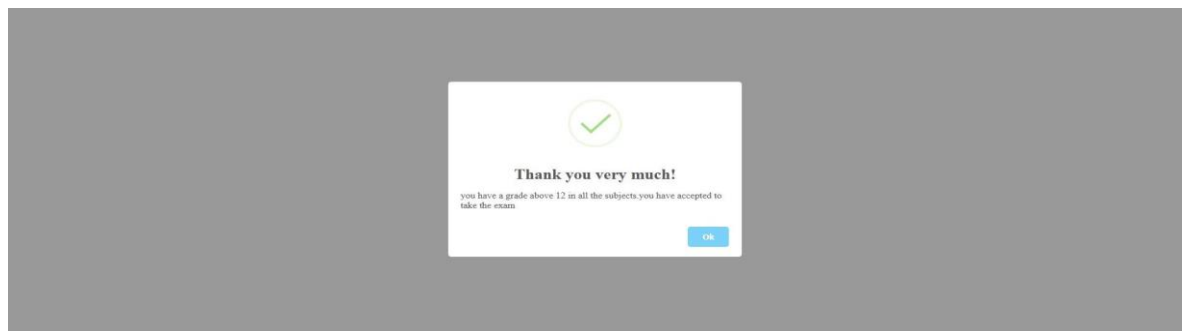 Thank you very much!
you have a grade above 12 in all the subjects.you have accepted to
take the exam
Ok